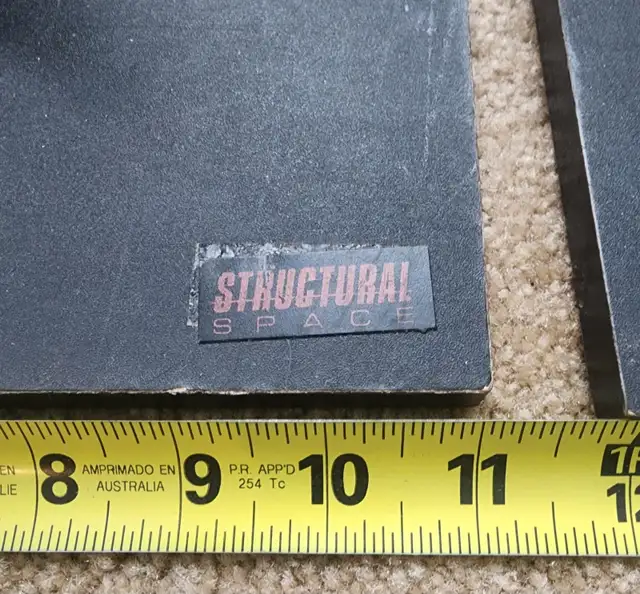 STRUCTURAL
SPACE
EN
LIE
8
AMPRIMADO EN
AUSTRALIA
9
P.R. APP'D
254 Tc
10
11
1F
12